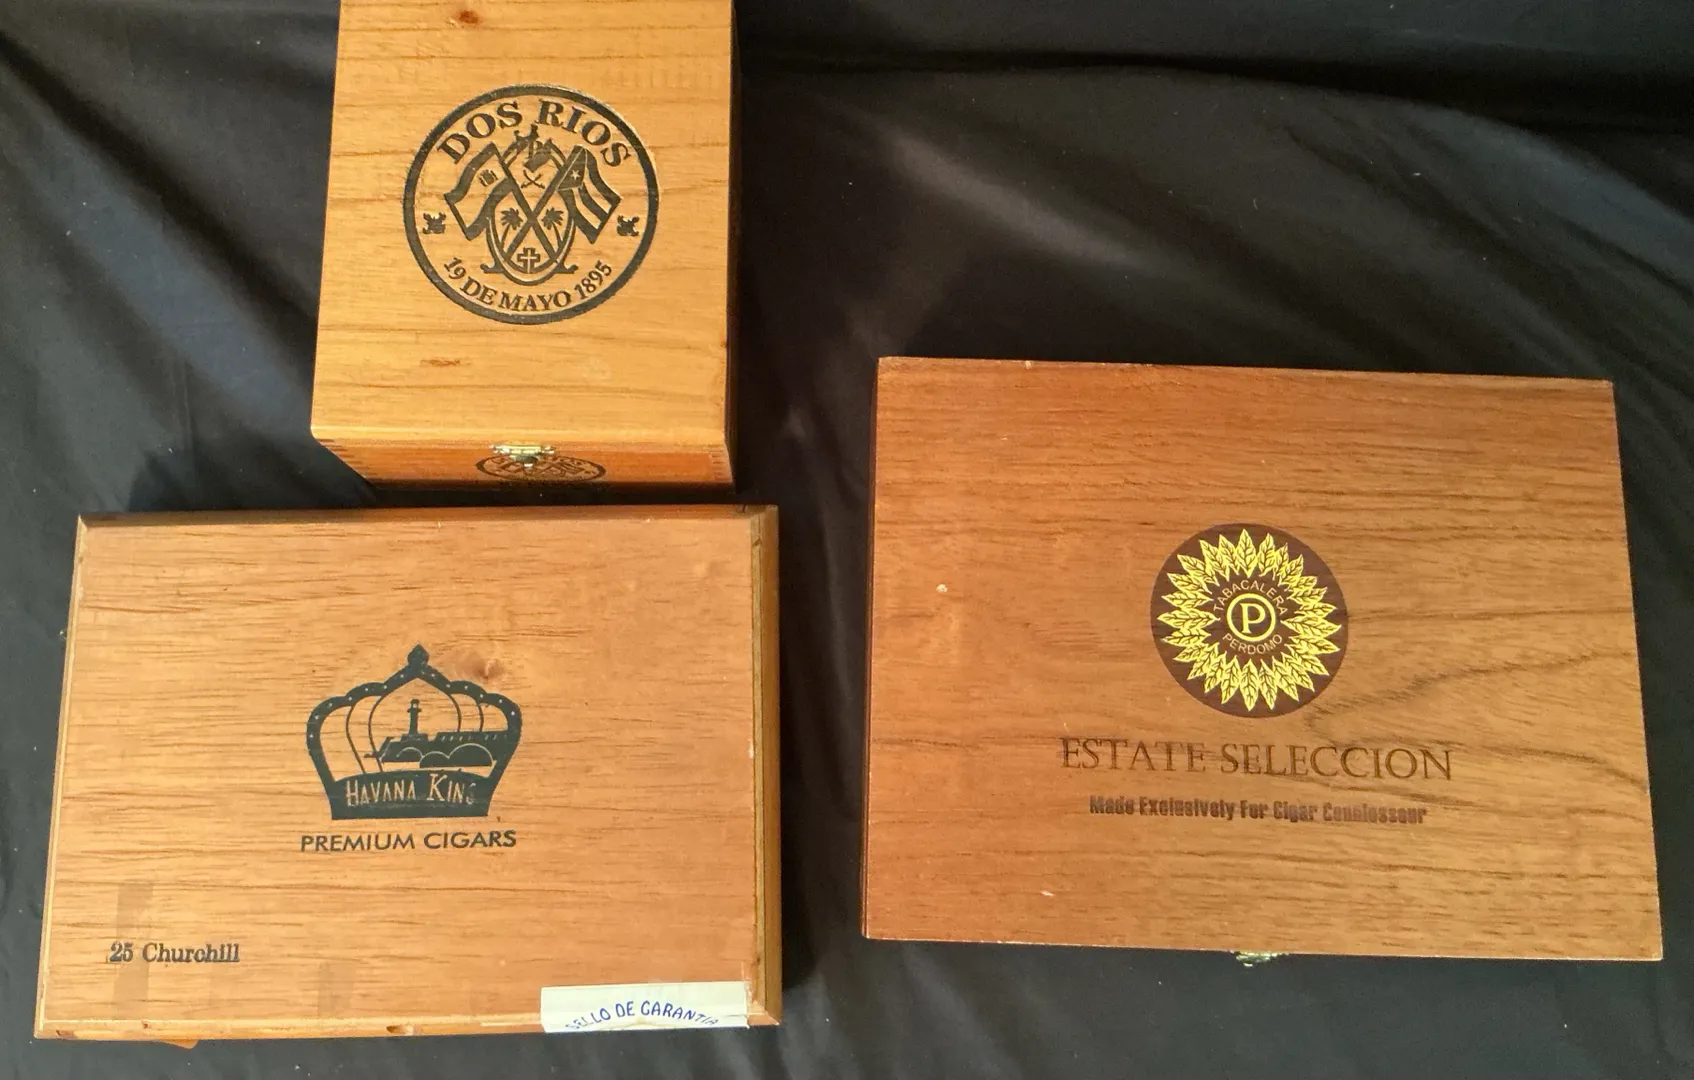 DOS RIOS
19 DE MAYO 1895
HAVANA KING
PREMIUM CIGARS
25 Churchill
SELLO DE GARANTIA
TABACALERA
P
PERDOMO
ESTATE SELECCION
Made Exclusively For Cigar Connoisseur